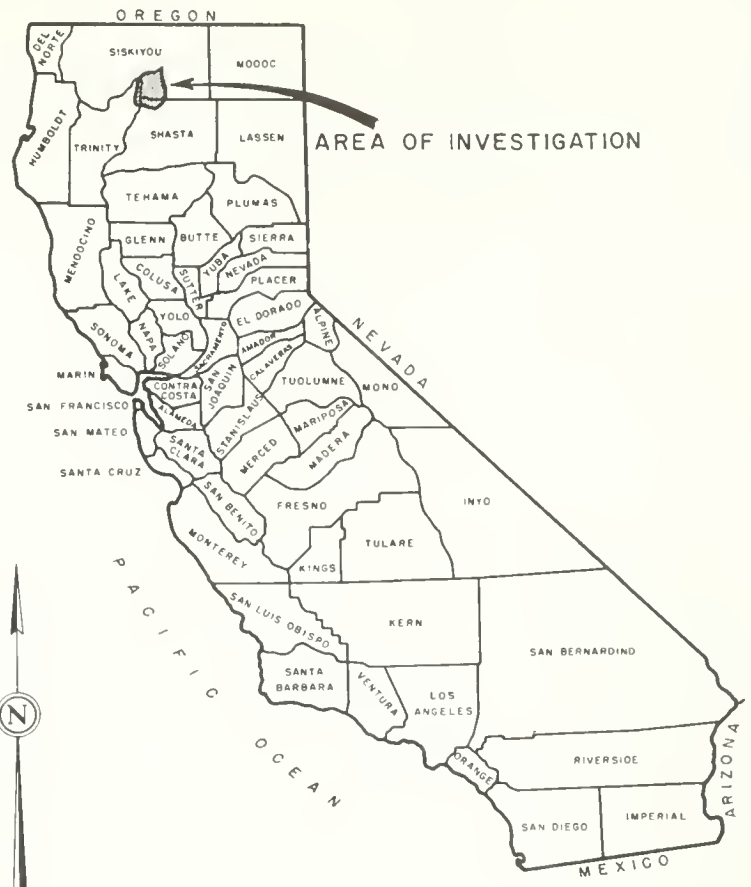 OREGON
DEL NORTE
SISKIYOU
MODOC
HUMBOLDT
TRINITY
SHASTA
LASSEN
AREA OF INVESTIGATION
TEHAMA
PLUMAS
MENDOCINO
GLENN
BUTTE
SIERRA
YUBA
NEVADA
LAKE
COLUSA
SUTTER
PLACER
YOLO
EL DORADO
ALPINE
NEVADA
SONOMA
NAPA
SOLANO
SACRAMENTO
AMADOR
CALAVERAS
MARIN
CONTRA COSTA
SAN JOAQUIN
TUOLUMNE
MONO
SAN FRANCISCO
ALAMEDA
STANISLAUS
MARIPOSA
SAN MATEO
SANTA CLARA
MERCED
MADERA
SANTA CRUZ
SAN BENITO
FRESNO
INYO
MONTEREY
KINGS
TULARE
PACIFIC OCEAN
SAN LUIS OBISPO
KERN
SAN BERNARDINO
SANTA BARBARA
VENTURA
LOS ANGELES
N
ORANGE
RIVERSIDE
ARIZONA
SAN DIEGO
IMPERIAL
MEXICO